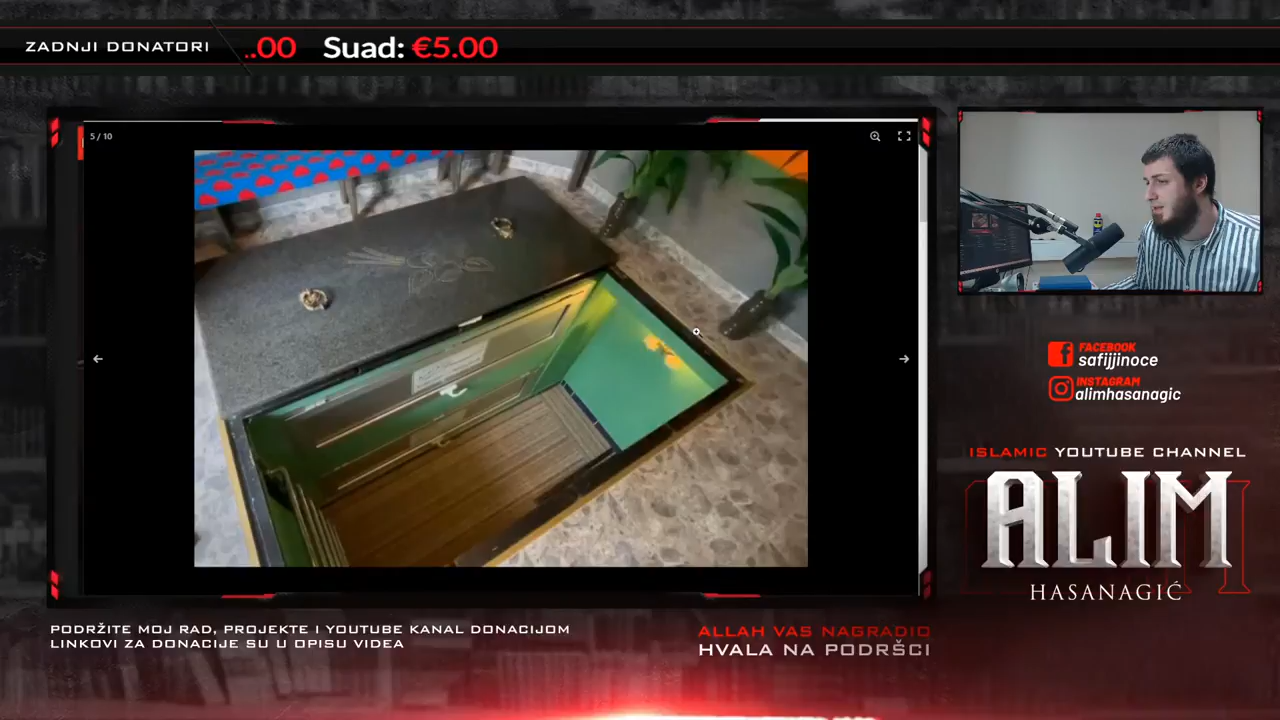 ZADNJI DONATORI
..00 Suad: €5.00
5 / 10
FACEBOOK
safijjinoce
INSTAGRAM
alimhasanagic
ISLAMIC YOUTUBE CHANNEL
ALIM
HASANAGIĆ
PODRŽITE MOJ RAD, PROJEKTE I YOUTUBE KANAL DONACIJOM
LINKOVI ZA DONACIJE SU U OPISU VIDEA
ALLAH VAS NAGRADIO
HVALA NA PODRŠCI